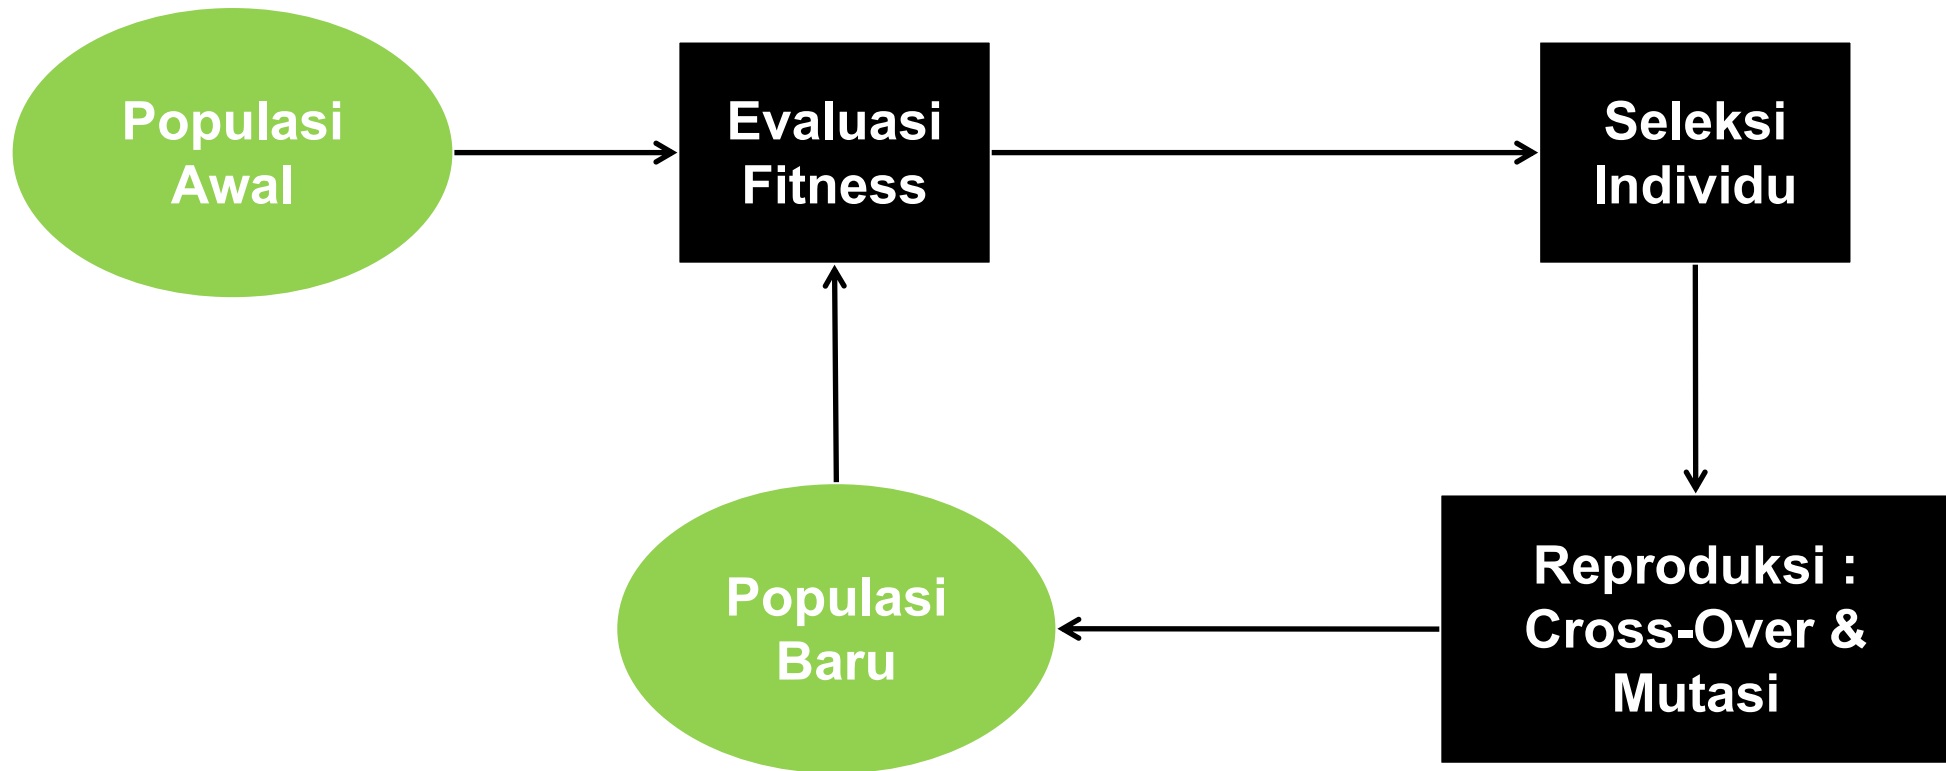 Populasi
Awal
Evaluasi
Fitness
Seleksi
Individu
Populasi
Baru
Reproduksi :
Cross-Over &
Mutasi